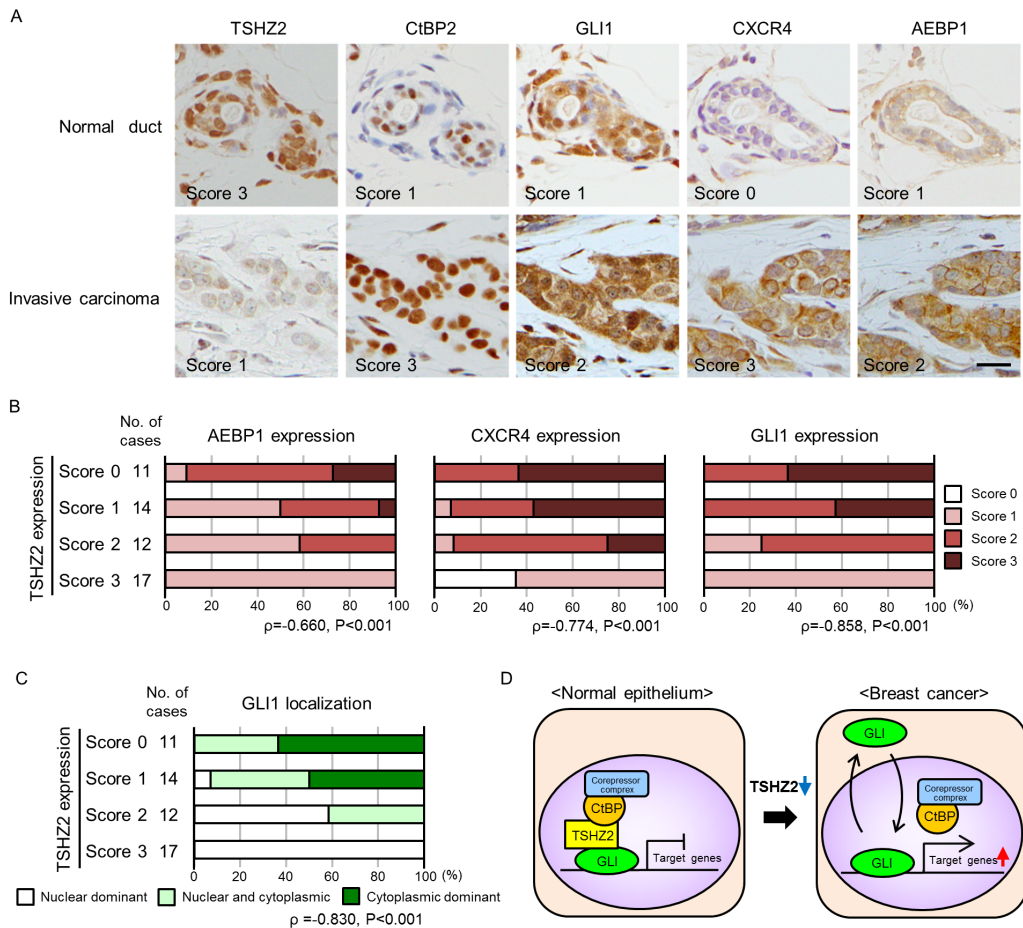 A
TSHZ2 CtBP2 GLI1 CXCR4 AEBP1
Normal duct
Score 3 Score 1 Score 1 Score 0 Score 1
Invasive carcinoma
Score 1 Score 3 Score 2 Score 3 Score 2
B
No. of
cases
AEBP1 expression CXCR4 expression GLI1 expression
TSHZ2 expression
Score 0 11
Score 1 14
Score 2 12
Score 3 17
0 20 40 60 80 100 0 20 40 60 80 100 0 20 40 60 80 100 (%)
ρ=-0.660, P<0.001 ρ=-0.774, P<0.001 ρ=-0.858, P<0.001
Score 0
Score 1
Score 2
Score 3
C
No. of
cases
GLI1 localization
TSHZ2 expression
Score 0 11
Score 1 14
Score 2 12
Score 3 17
0 20 40 60 80 100 (%)
Nuclear dominant Nuclear and cytoplasmic Cytoplasmic dominant
ρ =-0.830, P<0.001
D
<Normal epithelium> <Breast cancer>
Corepressor
comprex
CtBP
TSHZ2
GLI
Target genes
TSHZ2
GLI
Corepressor
comprex
CtBP
GLI
Target genes